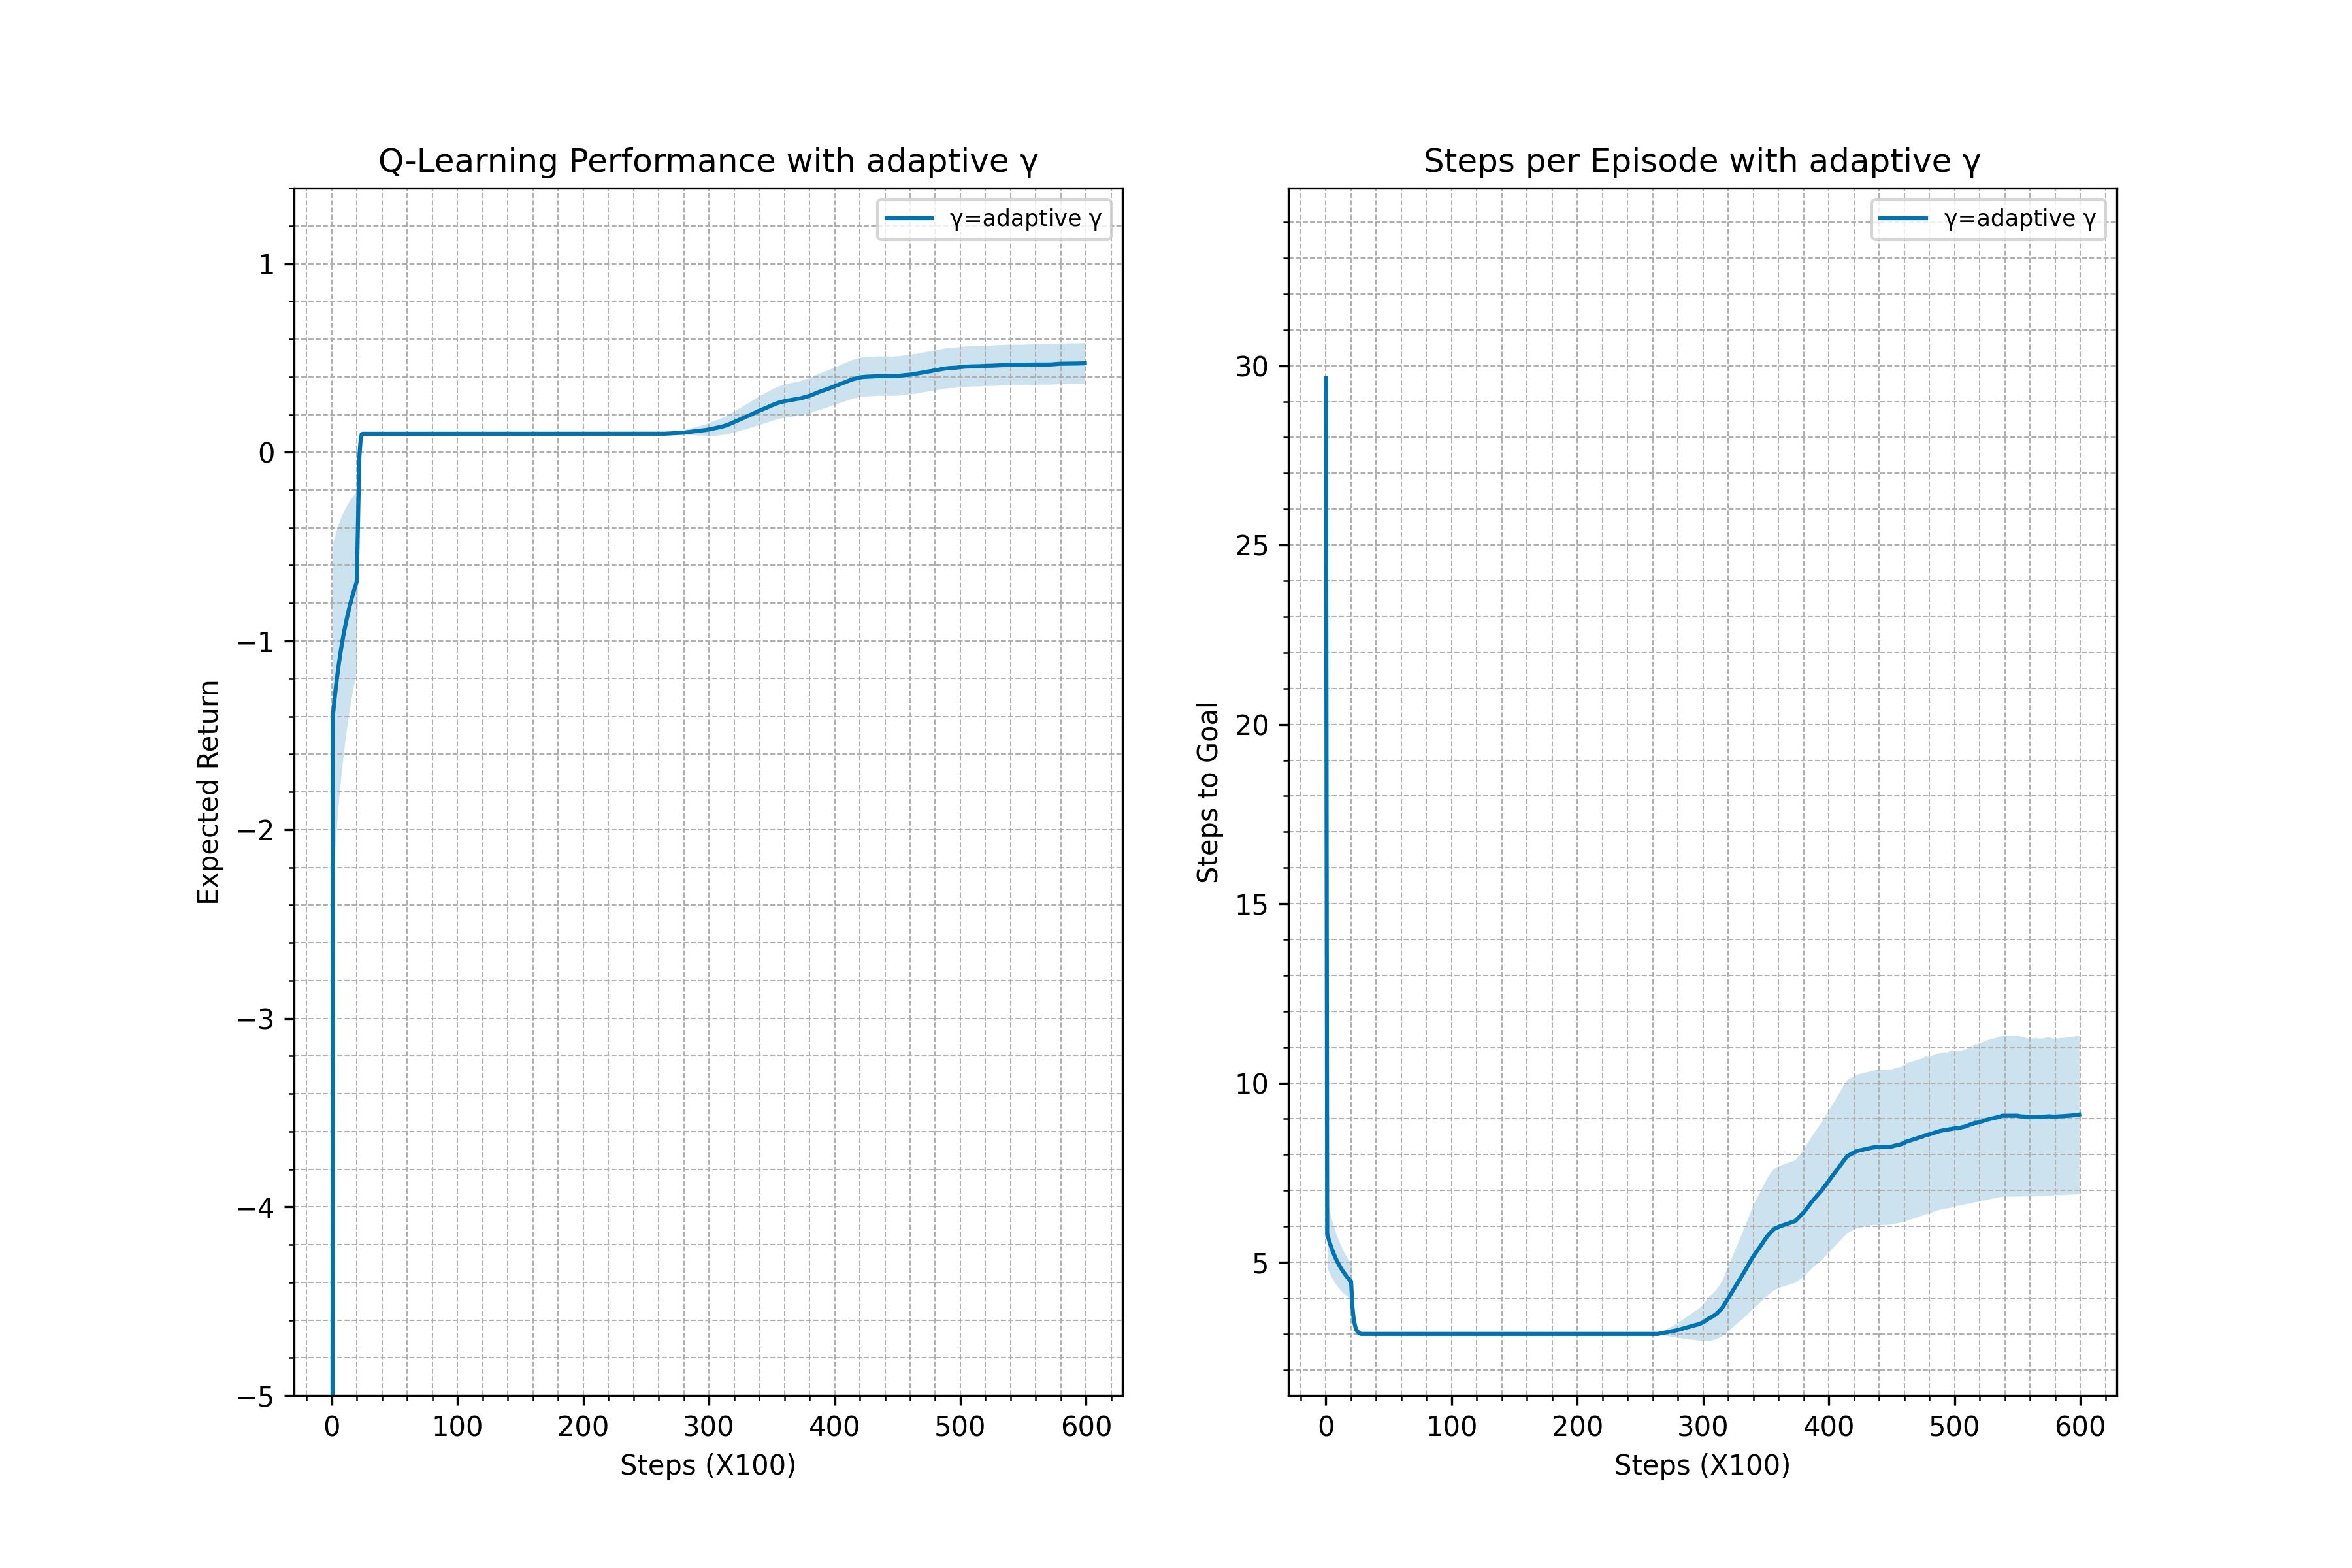 Q-Learning Performance with adaptive γ
γ=adaptive γ
Expected Return
1
0
−1
−2
−3
−4
−5
0 100 200 300 400 500 600
Steps (X100)
Steps per Episode with adaptive γ
γ=adaptive γ
Steps to Goal
30
25
20
15
10
5
0 100 200 300 400 500 600
Steps (X100)